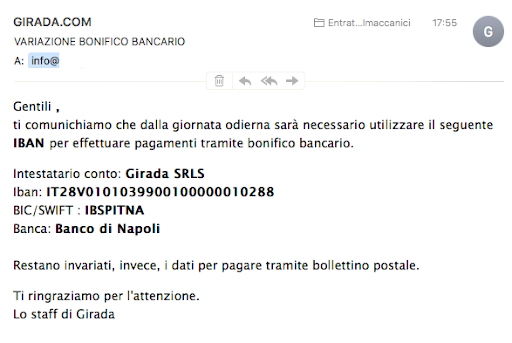 GIRADA.COM
Entrat...lmaccanici 17:55
G
VARIAZIONE BONIFICO BANCARIO
A: info@
Gentili ,
ti comunichiamo che dalla giornata odierna sarà necessario utilizzare il seguente
IBAN per effettuare pagamenti tramite bonifico bancario.
Intestatario conto: Girada SRLS
Iban: IT28V0101039900100000010288
BIC/SWIFT : IBSPITNA
Banca: Banco di Napoli
Restano invariati, invece, i dati per pagare tramite bollettino postale.
Ti ringraziamo per l'attenzione.
Lo staff di Girada